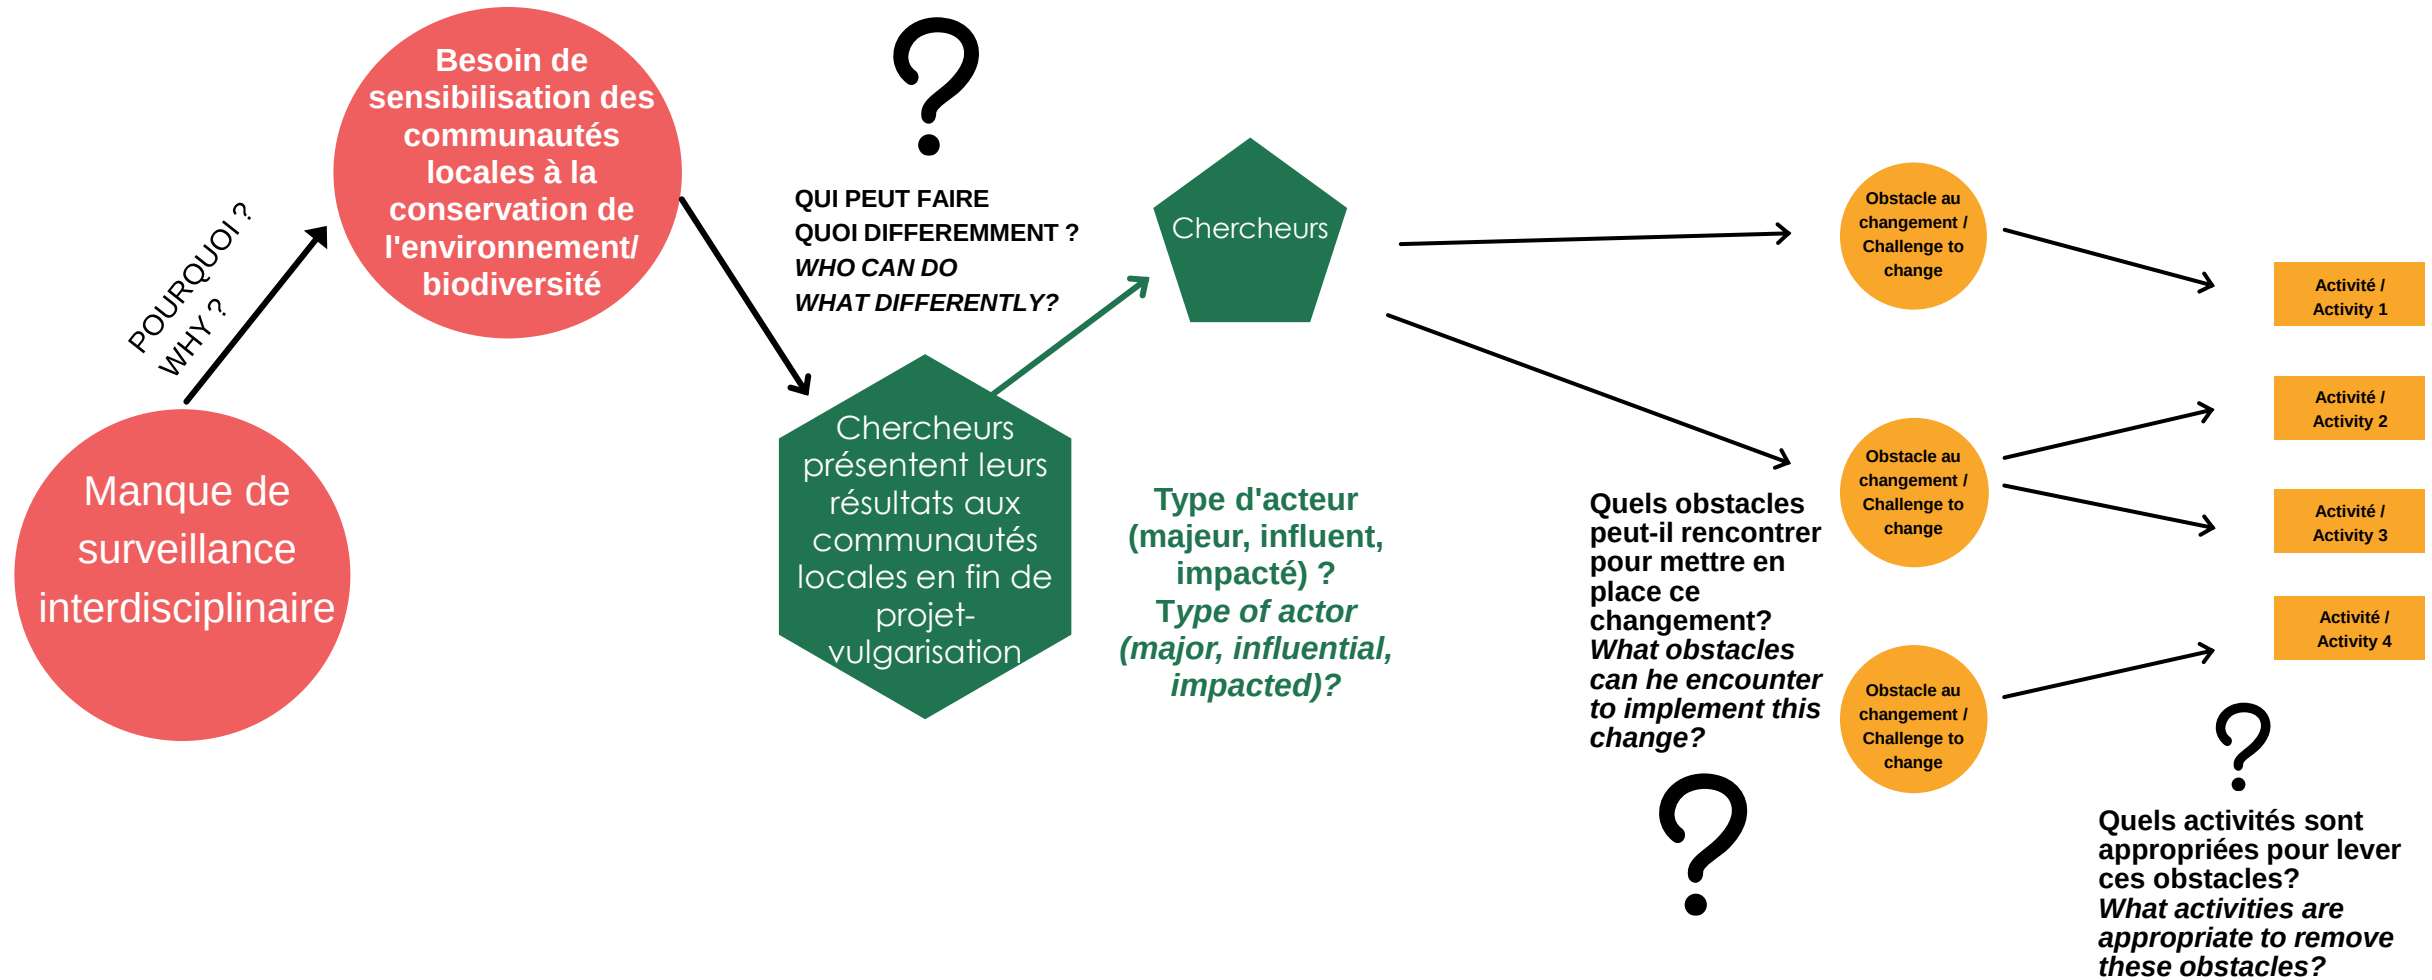 POURQUOI ?
WHY ?
Manque de
surveillance
interdisciplinaire
Besoin de
sensibilisation des
communautés
locales à la
conservation de
l'environnement/
biodiversité
?
QUI PEUT FAIRE
QUOI DIFFEREMMENT ?
WHO CAN DO
WHAT DIFFERENTLY?
Chercheurs
présentent leurs
résultats aux
communautés
locales en fin de
projet-
vulgarisation
Chercheurs
Type d'acteur
(majeur, influent,
impacté) ?
Type of actor
(major, influential,
impacted)?
Quels obstacles
peut-il rencontrer
pour mettre en
place ce
changement?
What obstacles
can he encounter
to implement this
change?
?
Obstacle au
changement /
Challenge to
change
Obstacle au
changement /
Challenge to
change
Obstacle au
changement /
Challenge to
change
Activité /
Activity 1
Activité /
Activity 2
Activité /
Activity 3
Activité /
Activity 4
?
Quels activités sont
appropriées pour lever
ces obstacles?
What activities are
appropriate to remove
these obstacles?